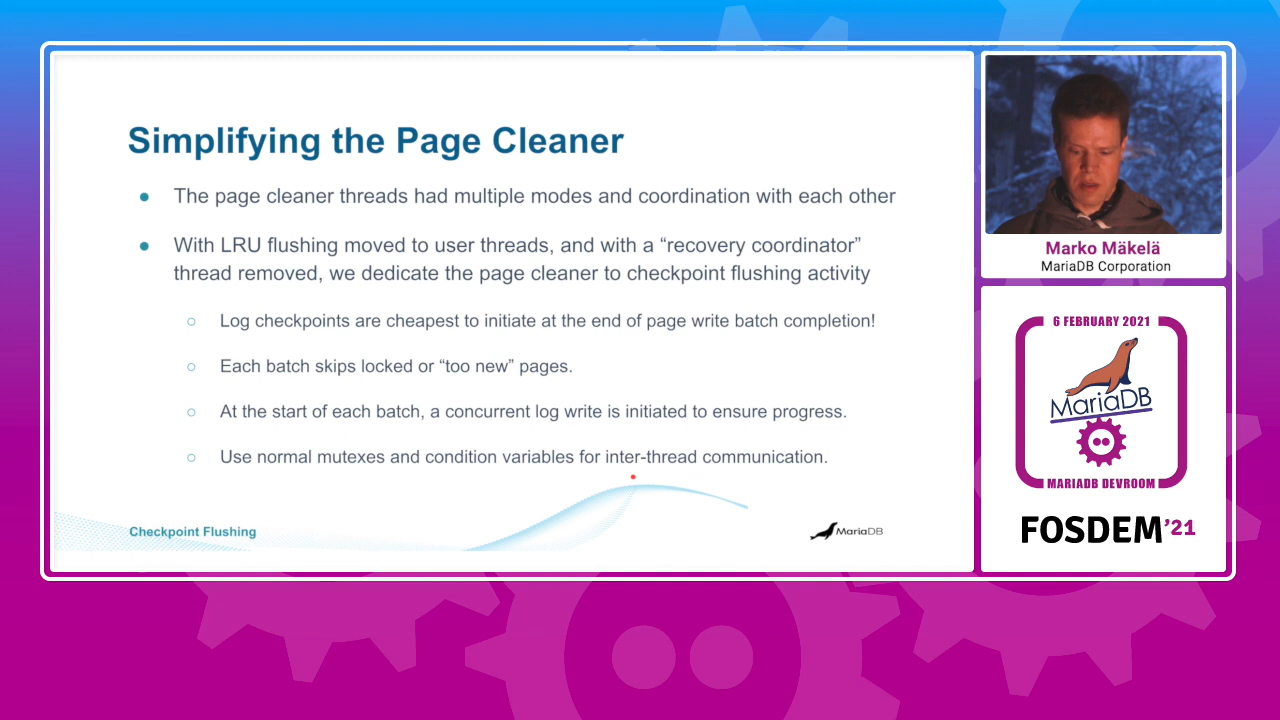 Simplifying the Page Cleaner
● The page cleaner threads had multiple modes and coordination with each other
● With LRU flushing moved to user threads, and with a “recovery coordinator”
thread removed, we dedicate the page cleaner to checkpoint flushing activity
○ Log checkpoints are cheapest to initiate at the end of page write batch completion!
○ Each batch skips locked or “too new” pages.
○ At the start of each batch, a concurrent log write is initiated to ensure progress.
○ Use normal mutexes and condition variables for inter-thread communication.
Checkpoint Flushing
MariaDB
Marko Mäkelä
MariaDB Corporation
6 FEBRUARY 2021
MariaDB
MARIADB DEVROOM
FOSDEM’21